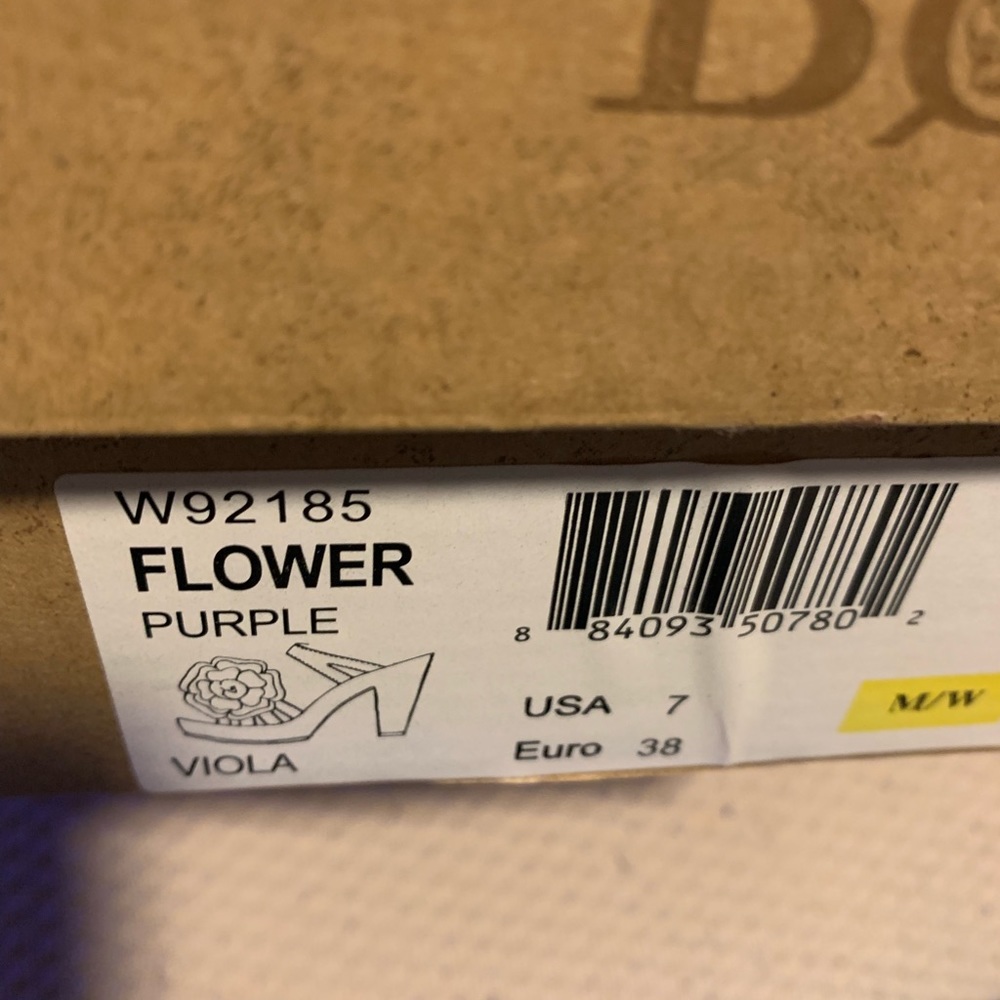 W92185
FLOWER
PURPLE
VIOLA
8 84093 50780 2
USA 7
Euro 38
M/W